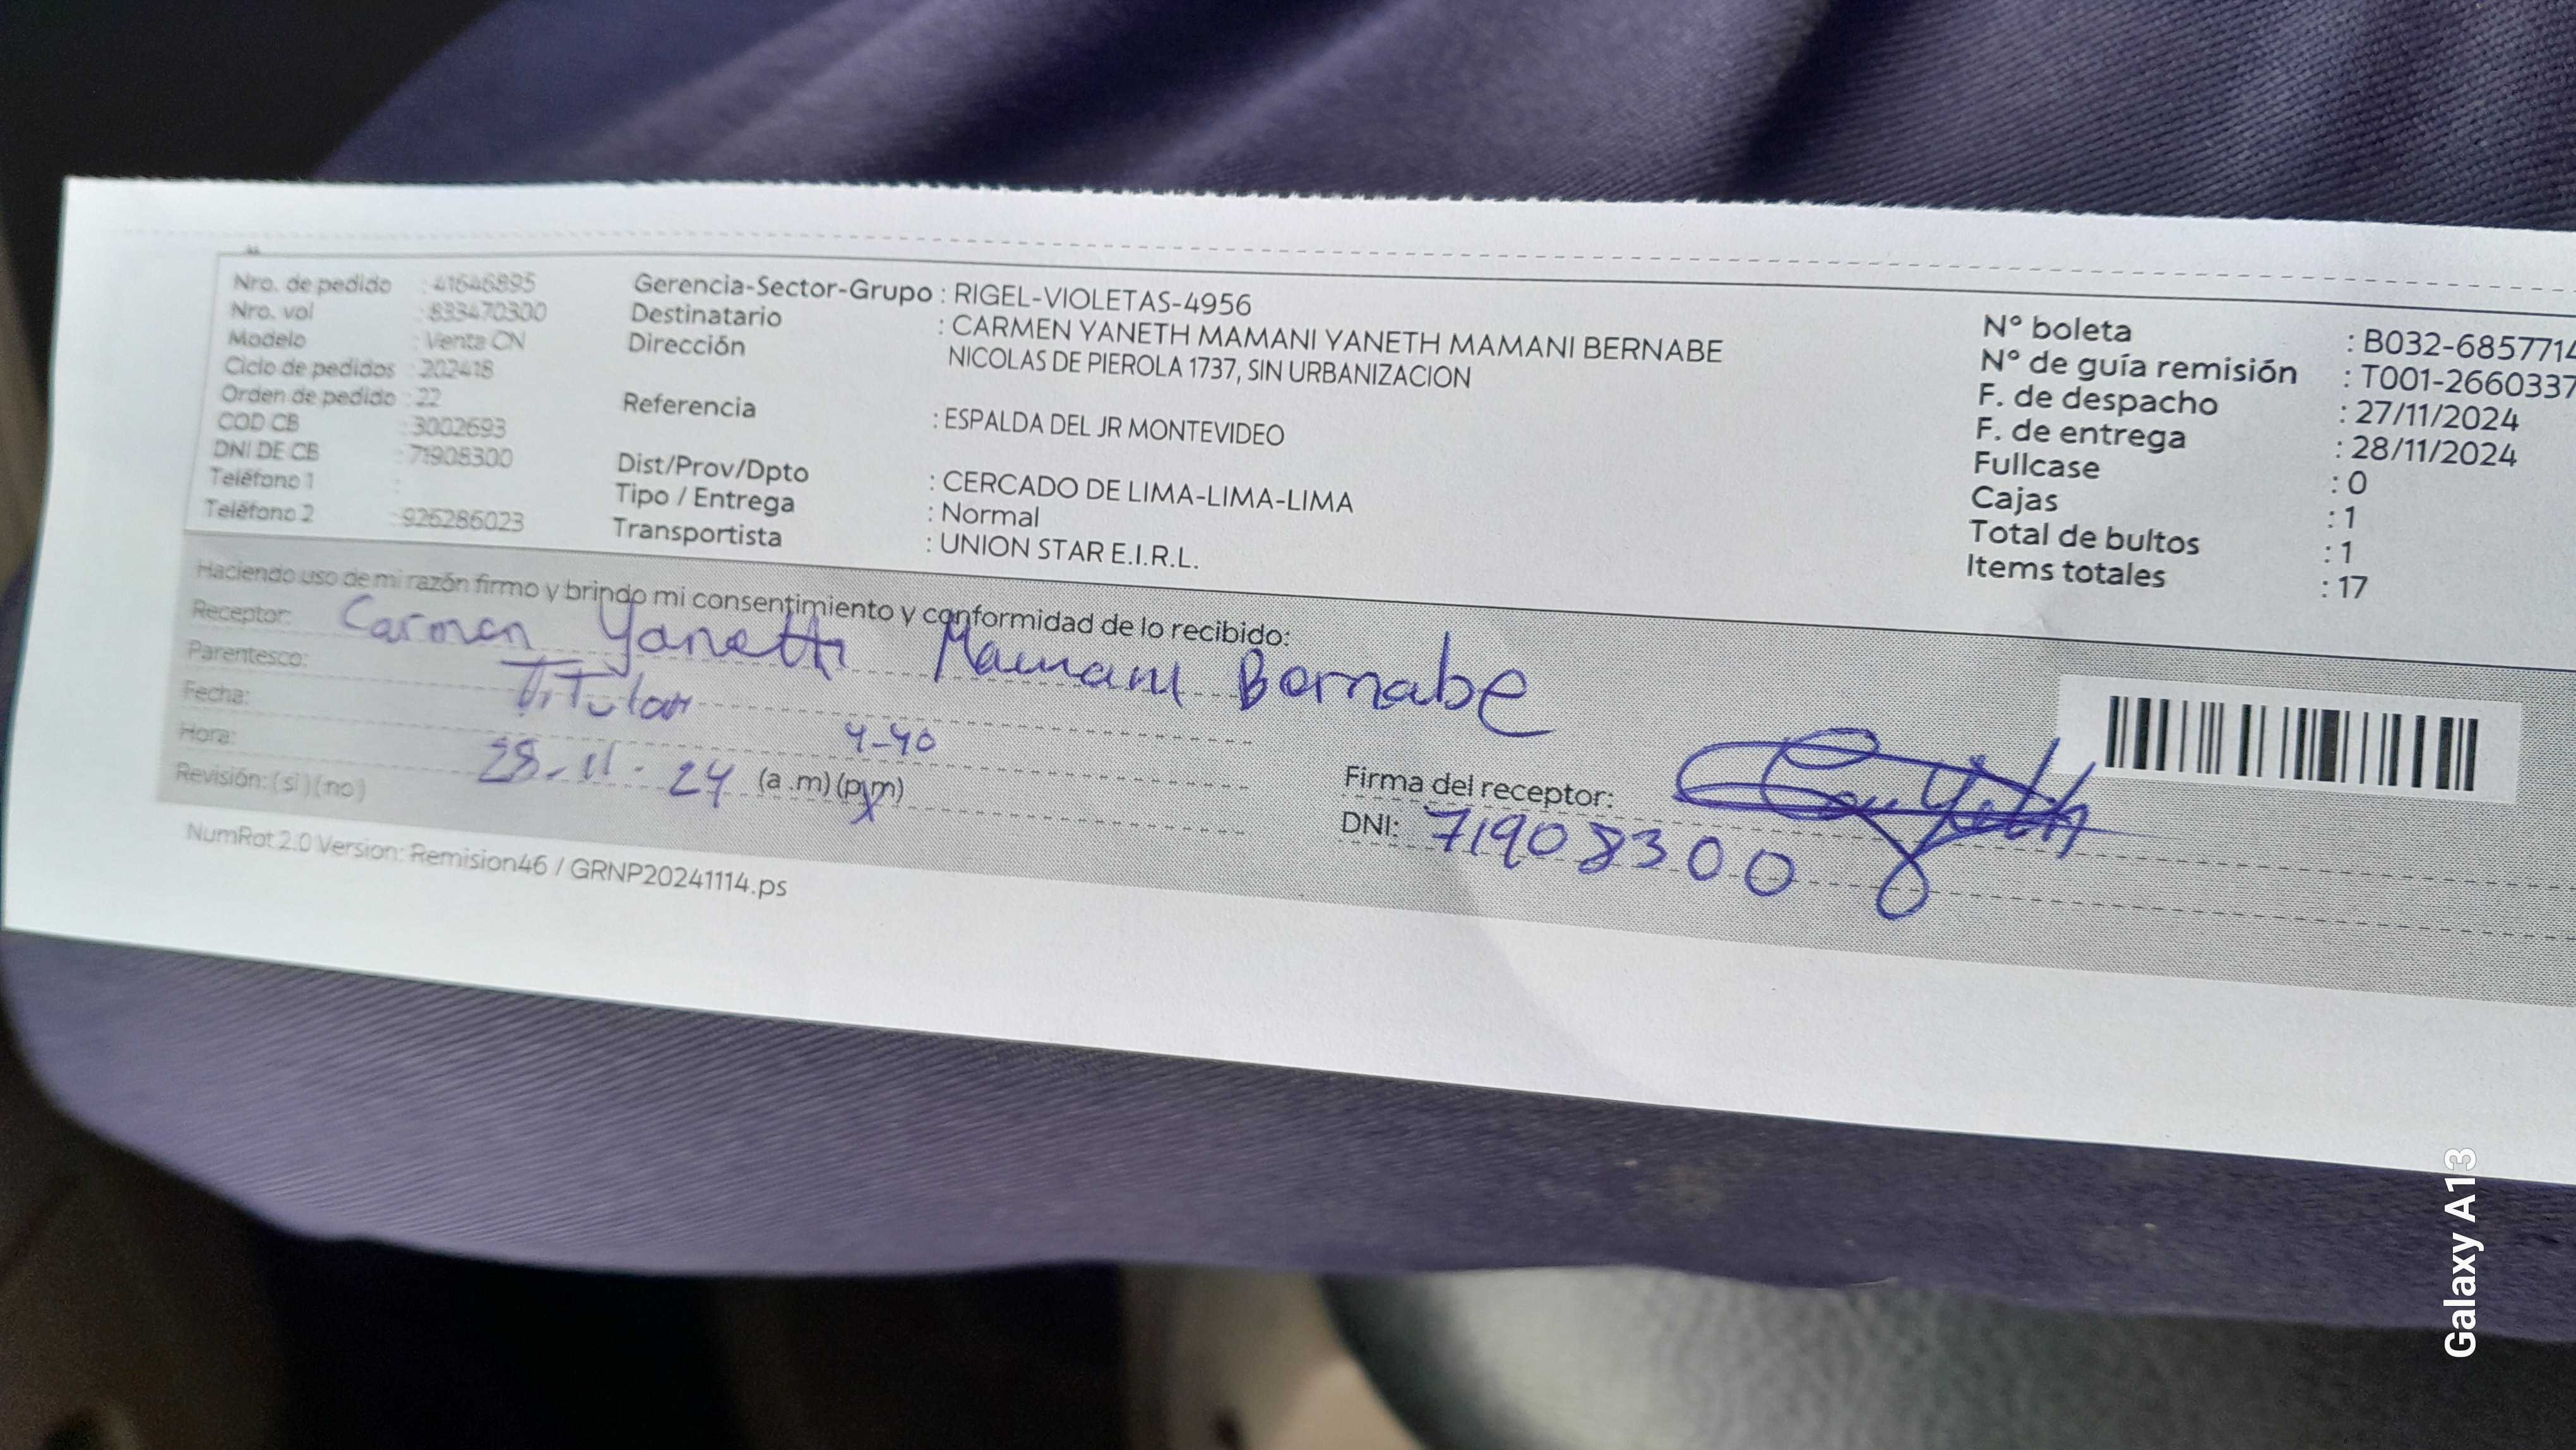 Nro. de pedido : 41646895
Nro. vol : 833470300
Modelo : Venta CN
Ciclo de pedidos : 202418
Orden de pedido : 22
COD CB : 3002693
DNI DE CB : 71908300
Teléfono 1 :
Teléfono 2 : 926286023
Gerencia-Sector-Grupo : RIGEL-VIOLETAS-4956
Destinatario : CARMEN YANETH MAMANI YANETH MAMANI BERNABE
Dirección NICOLAS DE PIEROLA 1737, SIN URBANIZACION
Referencia : ESPALDA DEL JR MONTEVIDEO
Dist/Prov/Dpto : CERCADO DE LIMA-LIMA-LIMA
Tipo / Entrega : Normal
Transportista : UNION STAR E.I.R.L.
N° boleta : B032-6857714
N° de guía remisión : T001-2660337
F. de despacho : 27/11/2024
F. de entrega : 28/11/2024
Fullcase : 0
Cajas : 1
Total de bultos : 1
Items totales : 17
Haciendo uso de mi razón firmo y brindo mi consentimiento y conformidad de lo recibido:
Receptor: Carmen Yaneth Mamani Bernabe
Parentesco: Titular
Fecha: 28-11-24
Hora: 4-40 (a.m) (p.m)
Revisión: (si) (no)
Firma del receptor:
DNI: 71908300
NumRot 2.0 Version: Remision46 / GRNP20241114.ps
Galaxy A13